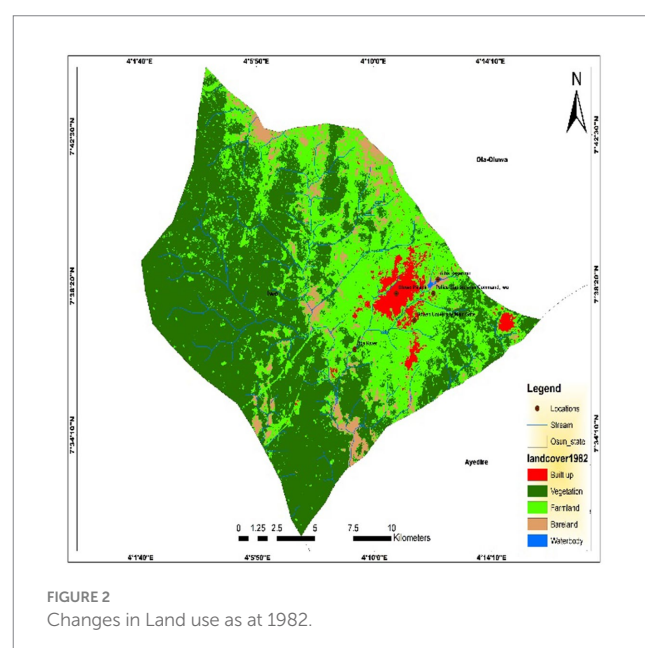 4°1'40"E 4°5'50"E 4°10'0"E 4°14'10"E
N
7°42'30"N 7°42'30"N
Ola-Oluwa
7°38'20"N 7°38'20"N
Legend
Locations
Stream
Osun_state
landcover1982
Built up
Vegetation
Farmland
Bareland
Waterbody
7°34'10"N 7°34'10"N
Ayedire
0 1.25 2.5 5 7.5 10
Kilometers
4°1'40"E 4°5'50"E 4°10'0"E 4°14'10"E
FIGURE 2
Changes in Land use as at 1982.